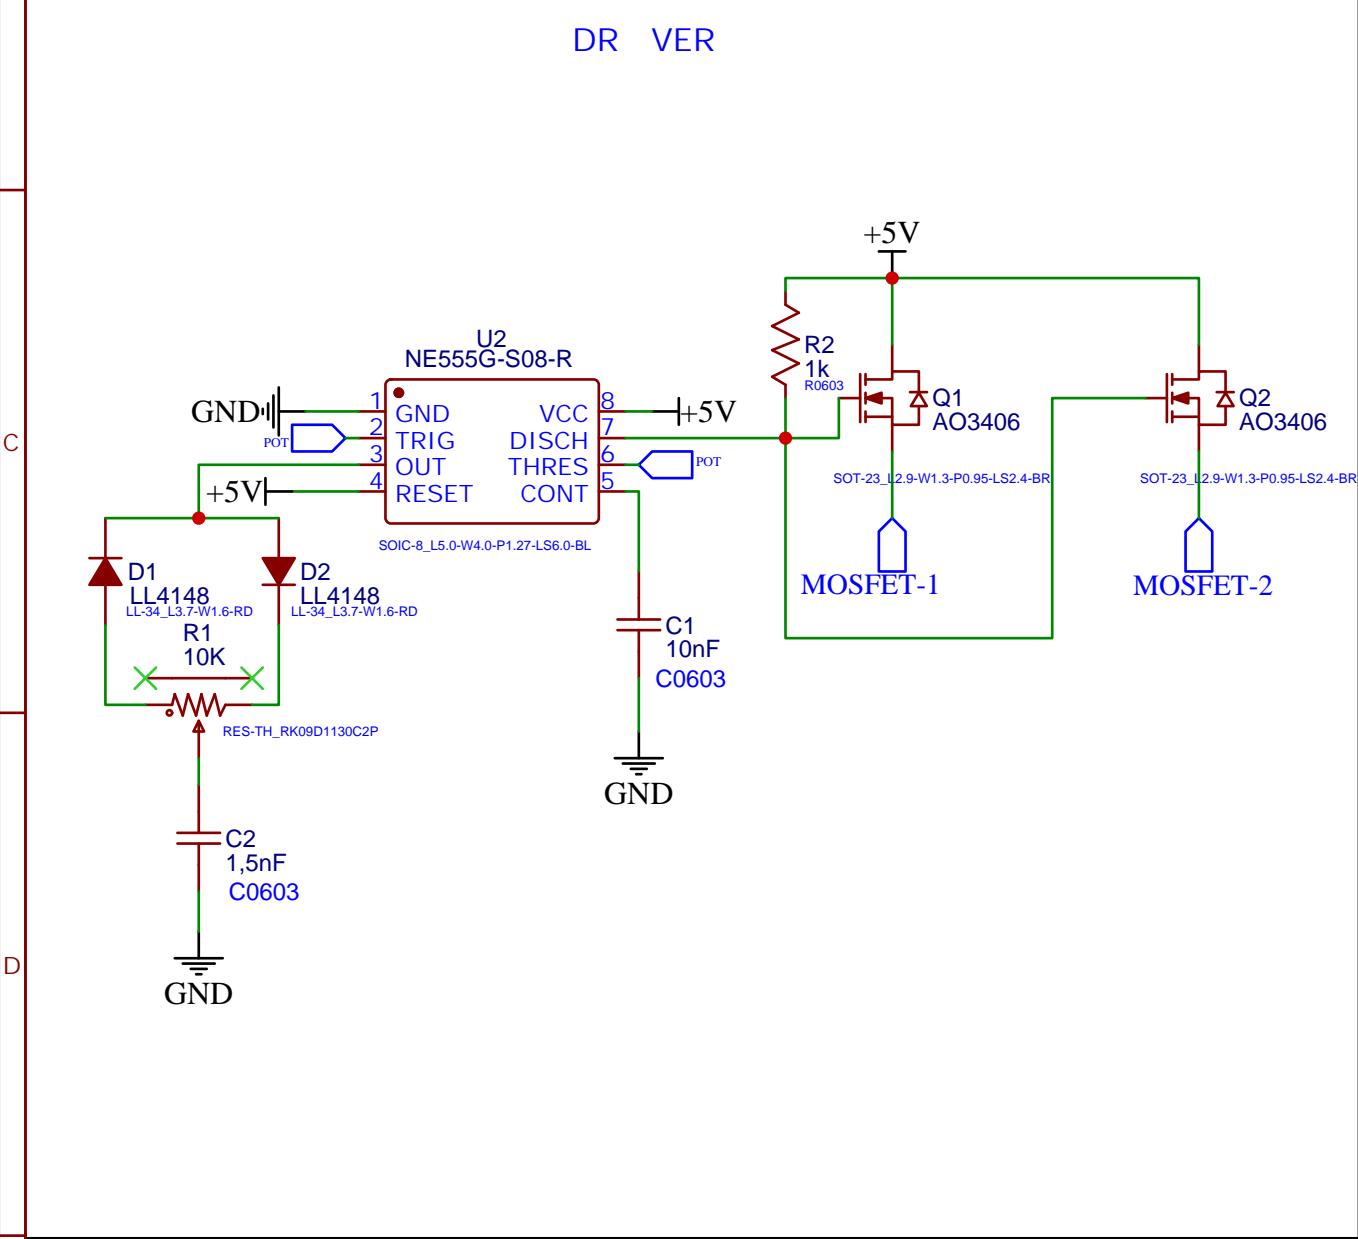 DR VER
+5V
U2
NE555G-S08-R
R2
1k
R0603
GND
1
GND
VCC
8
+5V
Q1
AO3406
Q2
AO3406
POT
2
TRIG
DISCH
7
C
3
OUT
THRES
6
POT
+5V
4
RESET
CONT
5
SOT-23_L2.9-W1.3-P0.95-LS2.4-BR
SOT-23_L2.9-W1.3-P0.95-LS2.4-BR
SOIC-8_L5.0-W4.0-P1.27-LS6.0-BL
D1
LL4148
LL-34_L3.7-W1.6-RD
D2
LL4148
LL-34_L3.7-W1.6-RD
MOSFET-1
MOSFET-2
R1
10K
C1
10nF
C0603
RES-TH_RK09D1130C2P
GND
C2
1,5nF
C0603
D
GND